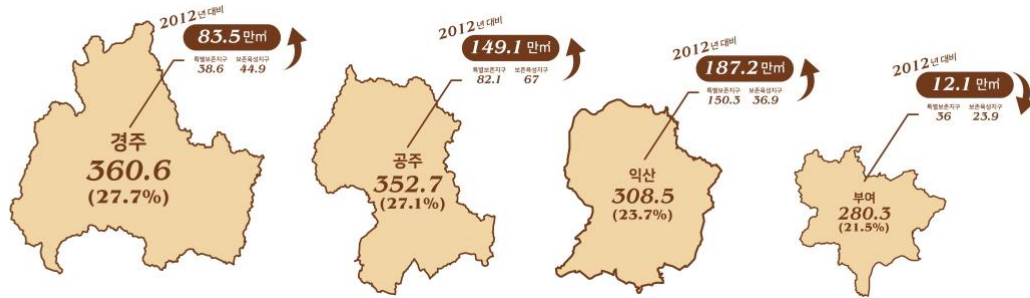 2012년 대비
83.5 만㎡
특별보존지구 보존육성지구
38.6 44.9
경주
360.6
(27.7%)
2012년 대비
149.1 만㎡
특별보존지구 보존육성지구
82.1 67
공주
352.7
(27.1%)
2012년 대비
187.2 만㎡
특별보존지구 보존육성지구
150.3 36.9
익산
308.5
(23.7%)
2012년 대비
12.1 만㎡
특별보존지구 보존육성지구
36 23.9
부여
280.3
(21.5%)